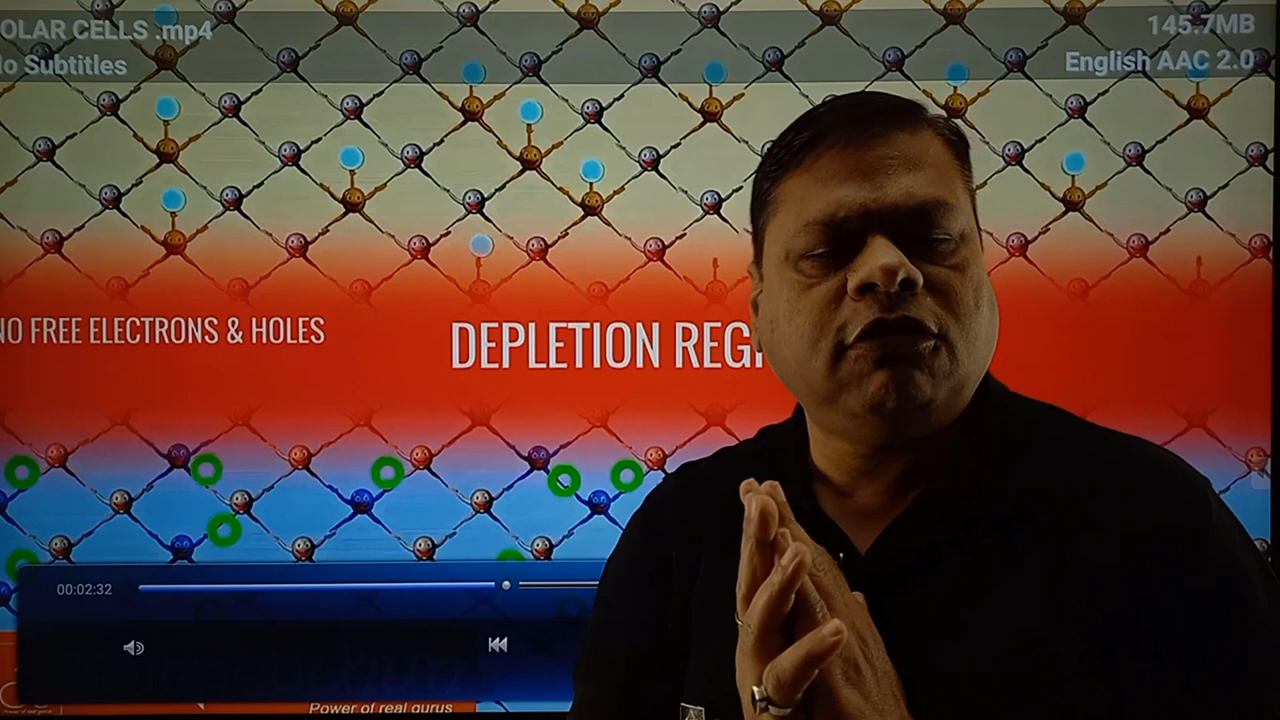 OLAR CELLS .mp4
145.7MB
No Subtitles
English AAC 2.0
NO FREE ELECTRONS & HOLES
DEPLETION REGI
00:02:32
Power of real gurus